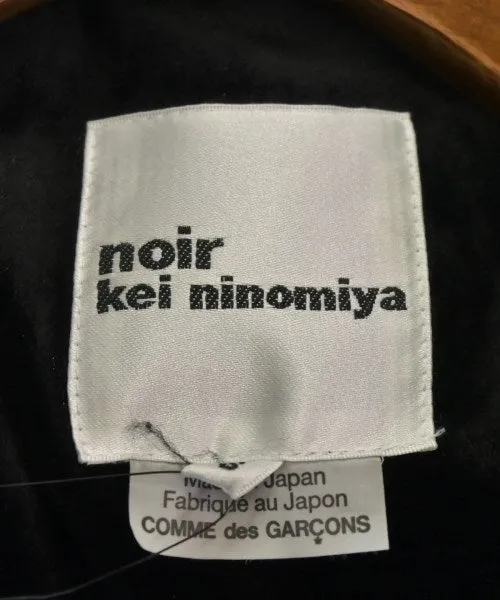 noir
kei ninomiya
Made in Japan
Fabriqué au Japon
COMME des GARÇONS